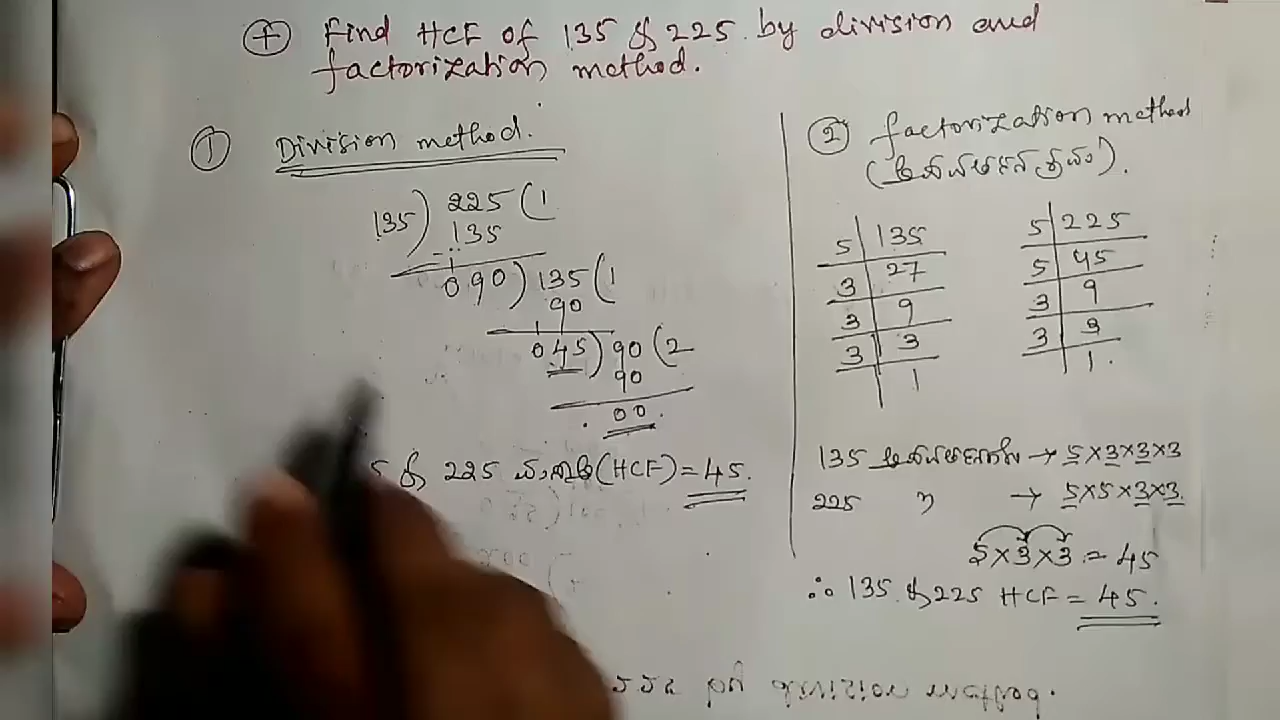 ④ Find HCF of 135 & 225 by division and
factorization method.
① Division method.
135) 225 (1
135
090) 135 (1
90
045) 90 (2
90
00.
5 & 225 (HCF) = 45.
② factorization method
5 | 135
3 | 27
3 | 9
3 | 3
1
5 | 225
5 | 45
3 | 9
3 | 3
1.
135 → 5×3×3×3
225 " → 5×5×3×3.
5×3×3 = 45
∴ 135 & 225 HCF = 45.